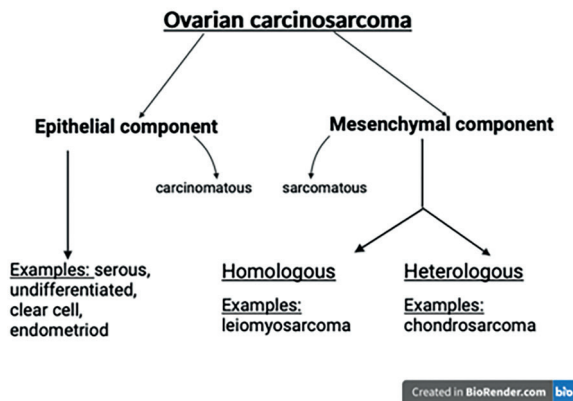 Ovarian carcinosarcoma
Epithelial component
Mesenchymal component
carcinomatous
sarcomatous
Examples: serous,
undifferentiated,
clear cell,
endometriod
Homologous
Examples:
leiomyosarcoma
Heterologous
Examples:
chondrosarcoma
Created in BioRender.com bio